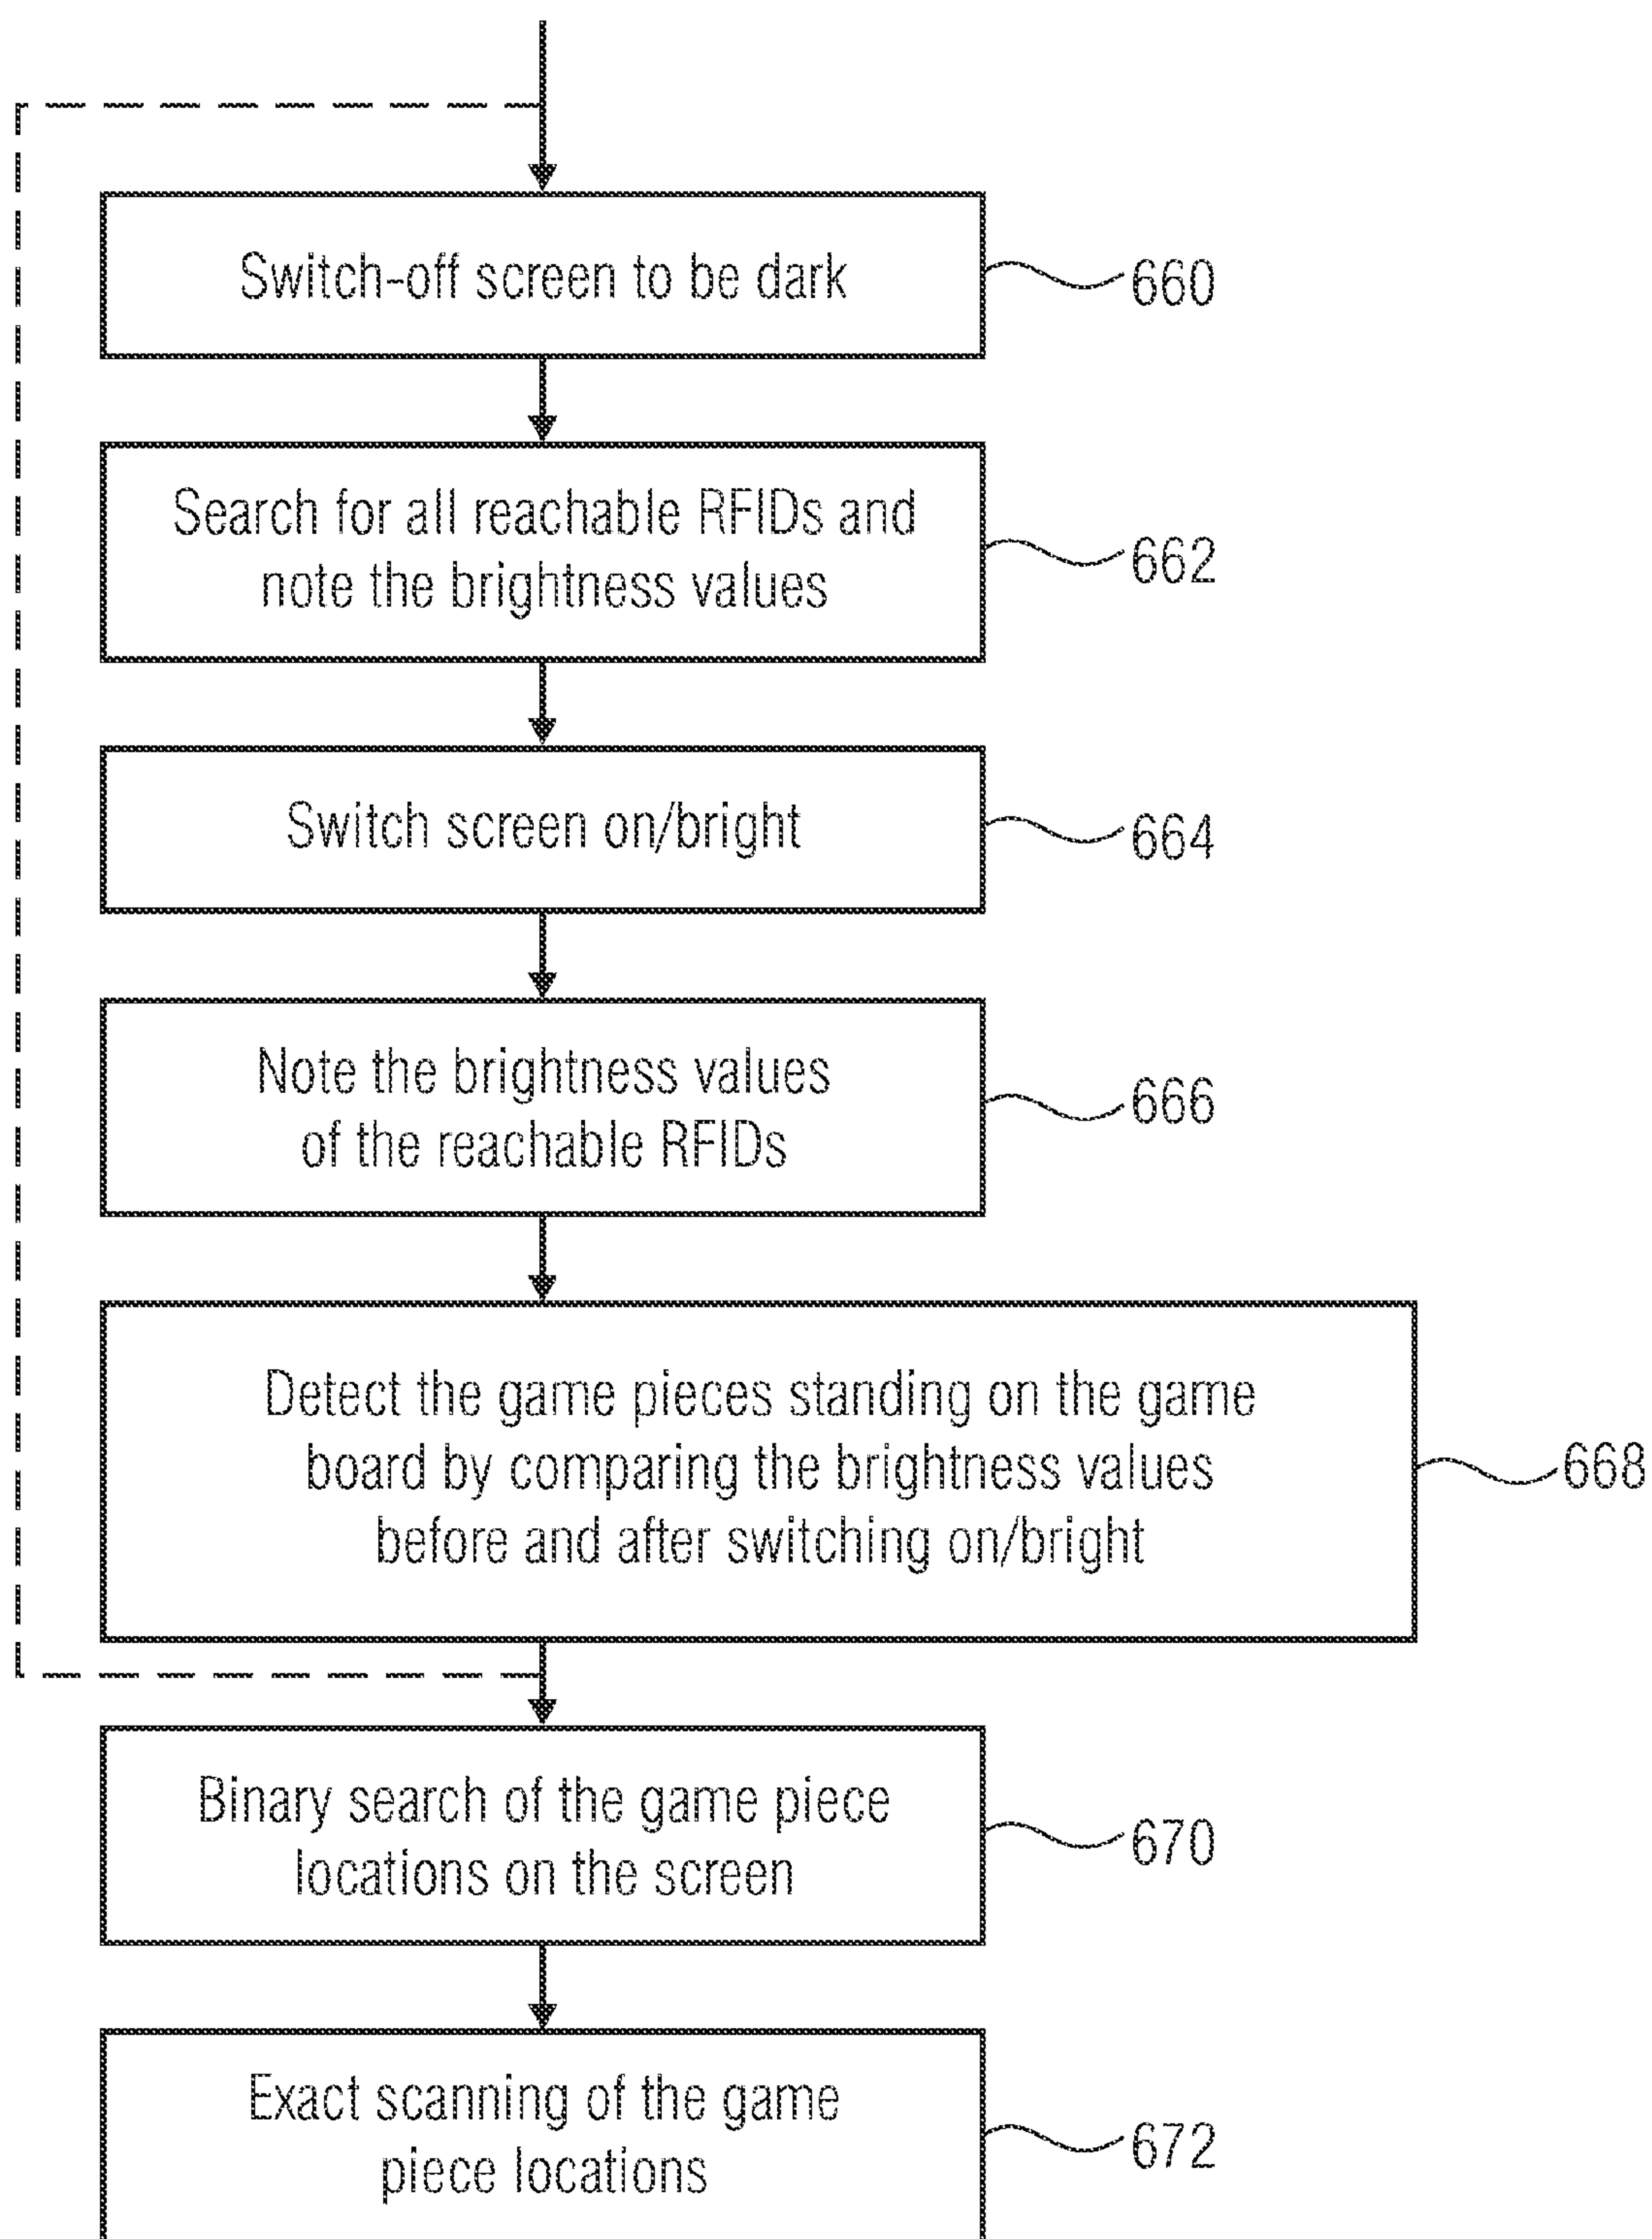 Switch-off screen to be dark
660
Search for all reachable RFIDs and
note the brightness values
662
Switch screen on/bright
664
Note the brightness values
of the reachable RFIDs
666
Detect the game pieces standing on the game
board by comparing the brightness values
before and after switching on/bright
668
Binary search of the game piece
locations on the screen
670
Exact scanning of the game
piece locations
672